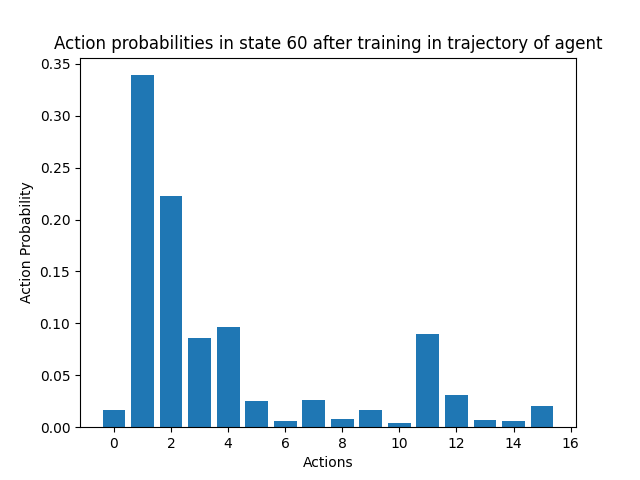 Action probabilities in state 60 after training in trajectory of agent
0.35
0.30
0.25
0.20
0.15
0.10
0.05
0.00
Action Probability
0 2 4 6 8 10 12 14 16
Actions